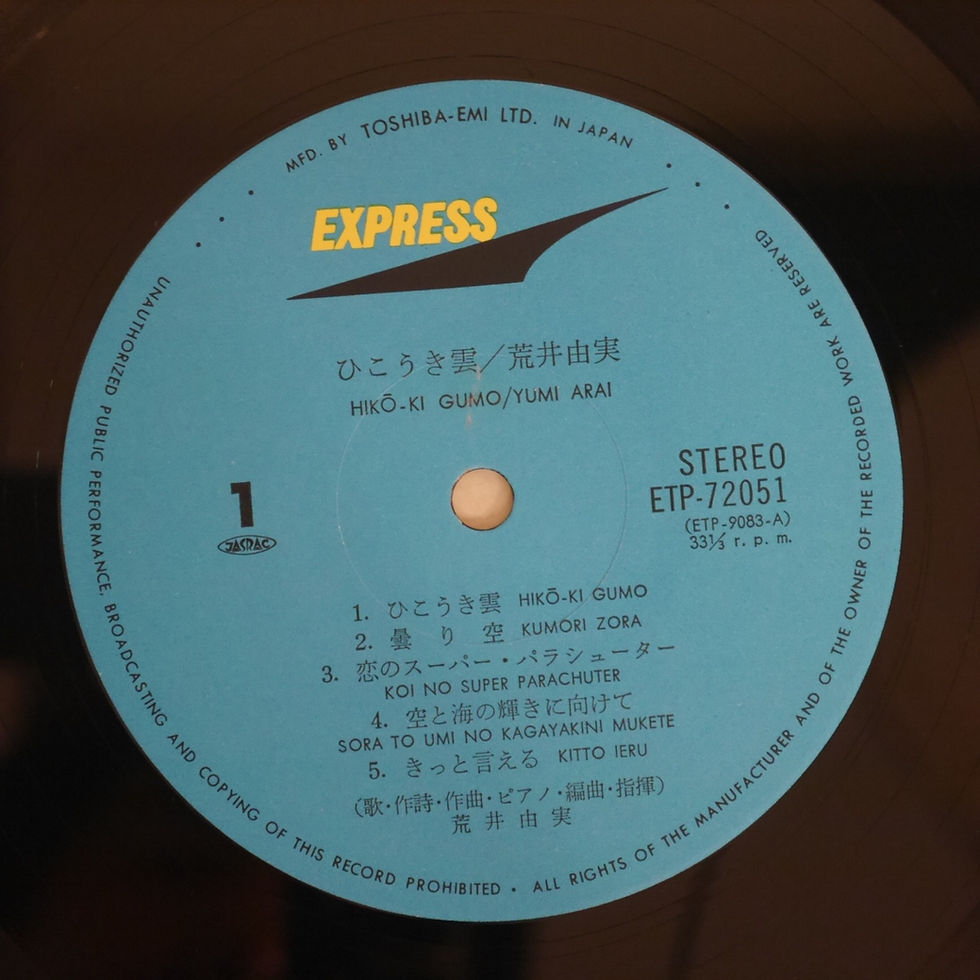 MFD. BY TOSHIBA-EMI LTD. IN JAPAN
EXPRESS
ひこうき雲/荒井由実
HIKŌ-KI GUMO/YUMI ARAI
1
JASRAC
STEREO
ETP-72051
(ETP-9083-A)
33⅓ r. p. m.
1. ひこうき雲 HIKŌ-KI GUMO
2. 曇り空 KUMORI ZORA
3. 恋のスーパー・パラシューター
KOI NO SUPER PARACHUTER
4. 空と海の輝きに向けて
SORA TO UMI NO KAGAYAKINI MUKETE
5. きっと言える KITTO IERU
(歌・作詩・作曲・ピアノ・編曲・指揮)
荒井由実
UNAUTHORIZED PUBLIC PERFORMANCE, BROADCASTING AND COPYING OF THIS RECORD PROHIBITED • ALL RIGHTS OF THE MANUFACTURER AND OF THE OWNER OF THE RECORDED WORK ARE RESERVED